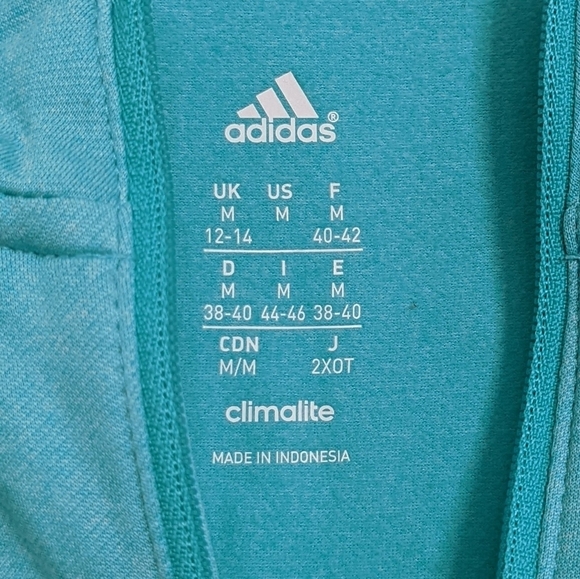 adidas®
UK US F
M M M
12-14 40-42
D I E
M M M
38-40 44-46 38-40
CDN J
M/M 2XOT
climalite
MADE IN INDONESIA